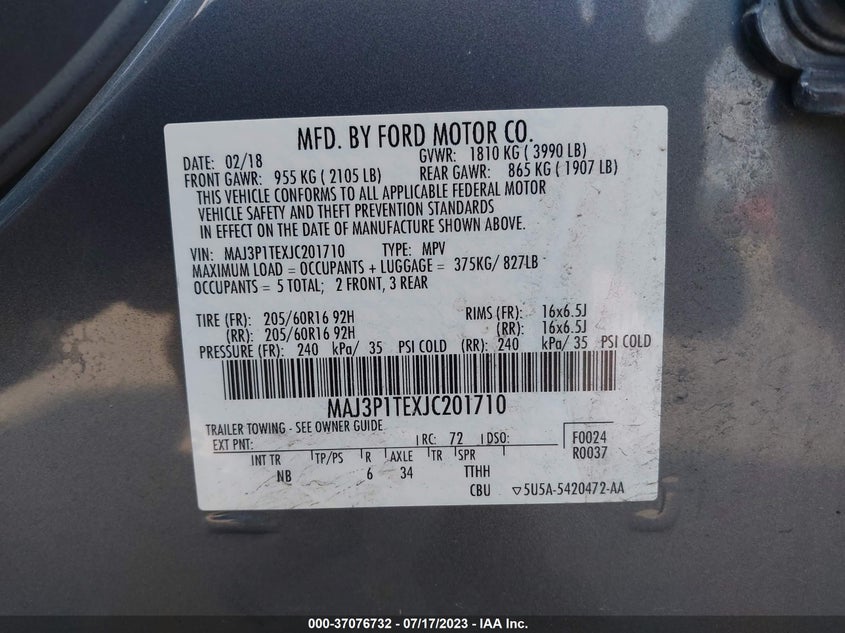 MFD. BY FORD MOTOR CO.
DATE: 02/18 GVWR: 1810 KG ( 3990 LB)
FRONT GAWR: 955 KG ( 2105 LB) REAR GAWR: 865 KG ( 1907 LB)
THIS VEHICLE CONFORMS TO ALL APPLICABLE FEDERAL MOTOR
VEHICLE SAFETY AND THEFT PREVENTION STANDARDS
IN EFFECT ON THE DATE OF MANUFACTURE SHOWN ABOVE.
VIN: MAJ3P1TEXJC201710 TYPE: MPV
MAXIMUM LOAD = OCCUPANTS + LUGGAGE = 375KG/ 827LB
OCCUPANTS = 5 TOTAL; 2 FRONT, 3 REAR
TIRE (FR): 205/60R16 92H RIMS (FR): 16x6.5J
(RR): 205/60R16 92H (RR): 16x6.5J
PRESSURE (FR): 240 kPa/ 35 PSI COLD (RR): 240 kPa/ 35 PSI COLD
MAJ3P1TEXJC201710
TRAILER TOWING - SEE OWNER GUIDE
EXT PNT: RC: 72 DSO: F0024
R0037
INT TR TP/PS R AXLE TR SPR
NB 6 34 TTHH
CBU ▽5U5A-5420472-AA
000-37076732 - 07/17/2023 - IAA Inc.